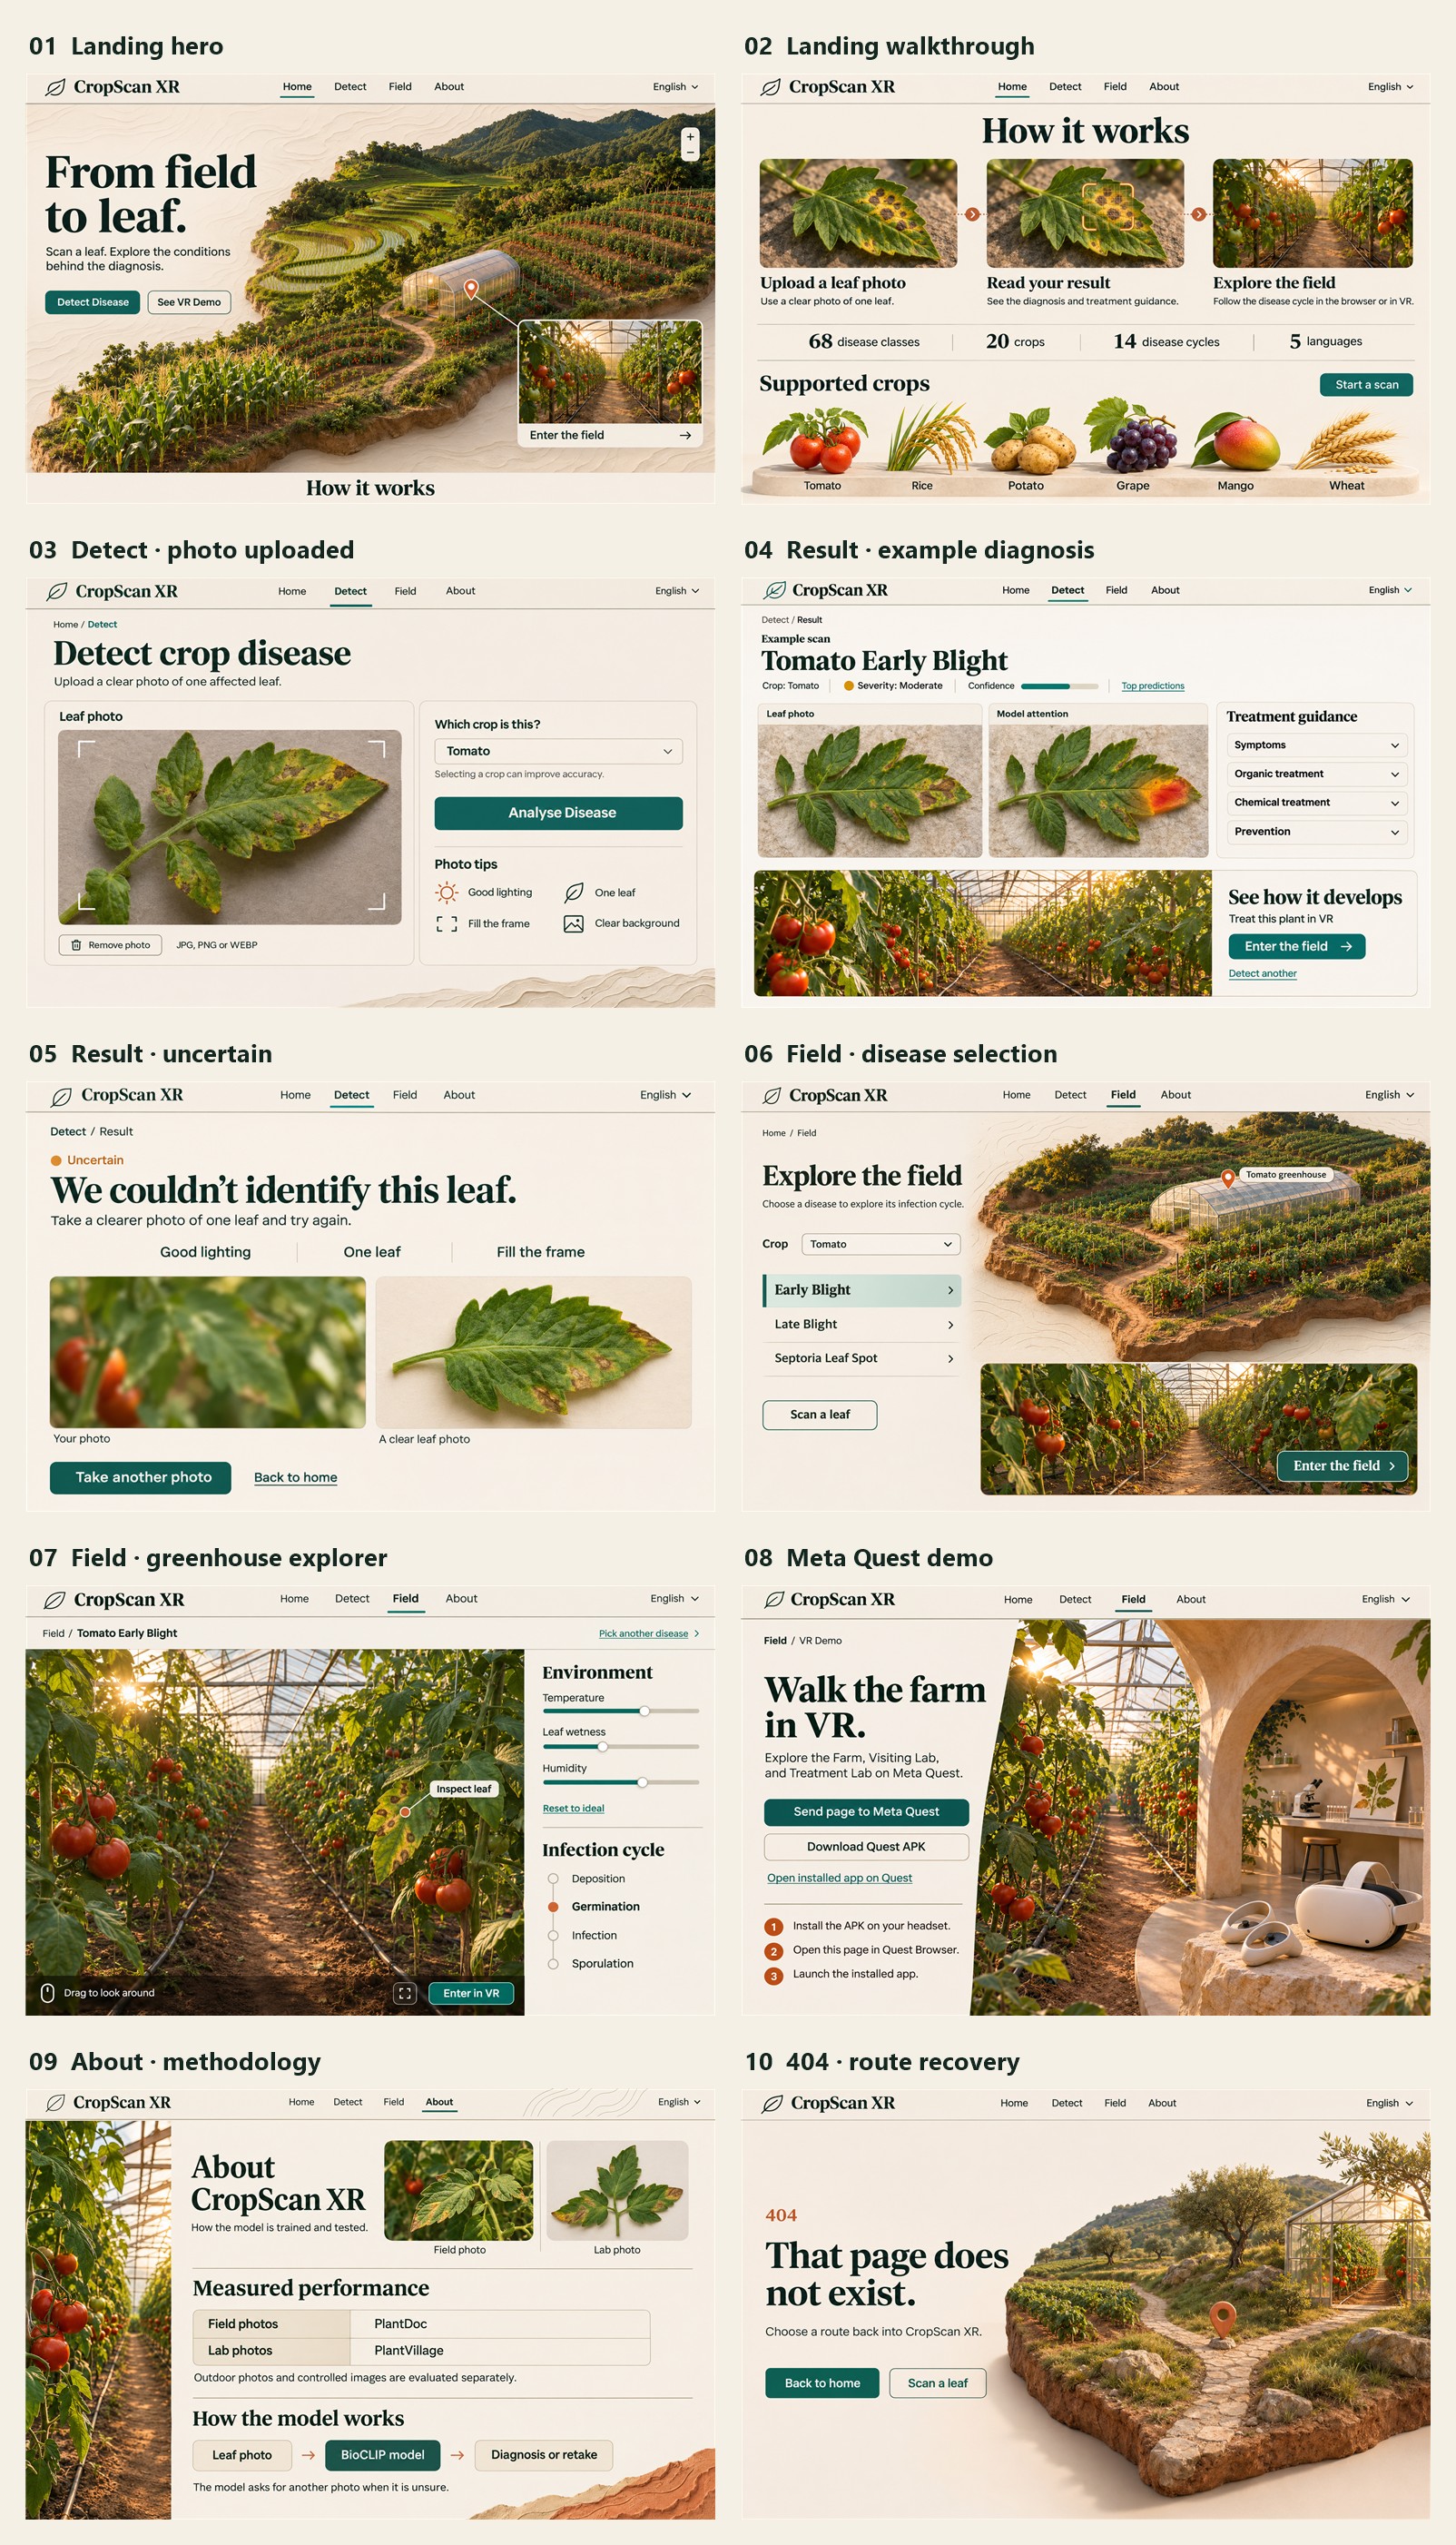 01 Landing hero
CropScan XR
Home Detect Field About
English
From field
to leaf.
Scan a leaf. Explore the conditions
behind the diagnosis.
Detect Disease See VR Demo
+
−
Enter the field →
How it works
02 Landing walkthrough
CropScan XR
Home Detect Field About
English
How it works
Upload a leaf photo
Use a clear photo of one leaf.
Read your result
See the diagnosis and treatment guidance.
Explore the field
Follow the disease cycle in the browser or in VR.
68 disease classes
20 crops
14 disease cycles
5 languages
Supported crops
Start a scan
Tomato Rice Potato Grape Mango Wheat
03 Detect · photo uploaded
CropScan XR
Home Detect Field About
English
Home / Detect
Detect crop disease
Upload a clear photo of one affected leaf.
Leaf photo
Remove photo
JPG, PNG or WEBP
Which crop is this?
Tomato
Selecting a crop can improve accuracy.
Analyse Disease
Photo tips
Good lighting
One leaf
Fill the frame
Clear background
04 Result · example diagnosis
CropScan XR
Home Detect Field About
English
Detect / Result
Example scan
Tomato Early Blight
Crop: Tomato
Severity: Moderate
Confidence
Top predictions
Leaf photo
Model attention
Treatment guidance
Symptoms
Organic treatment
Chemical treatment
Prevention
See how it develops
Treat this plant in VR
Enter the field →
Detect another
05 Result · uncertain
CropScan XR
Home Detect Field About
English
Detect / Result
Uncertain
We couldn't identify this leaf.
Take a clearer photo of one leaf and try again.
Good lighting
One leaf
Fill the frame
Your photo
A clear leaf photo
Take another photo
Back to home
06 Field · disease selection
CropScan XR
Home Detect Field About
English
Home / Field
Explore the field
Choose a disease to explore its infection cycle.
Crop
Tomato
Early Blight
Late Blight
Septoria Leaf Spot
Scan a leaf
Tomato greenhouse
Enter the field
07 Field · greenhouse explorer
CropScan XR
Home Detect Field About
English
Field / Tomato Early Blight
Pick another disease
Inspect leaf
Drag to look around
Enter in VR
Environment
Temperature
Leaf wetness
Humidity
Reset to ideal
Infection cycle
Deposition
Germination
Infection
Sporulation
08 Meta Quest demo
CropScan XR
Home Detect Field About
English
Field / VR Demo
Walk the farm
in VR.
Explore the Farm, Visiting Lab,
and Treatment Lab on Meta Quest.
Send page to Meta Quest
Download Quest APK
Open installed app on Quest
1 Install the APK on your headset.
2 Open this page in Quest Browser.
3 Launch the installed app.
09 About · methodology
CropScan XR
Home Detect Field About
English
About
CropScan XR
How the model is trained and tested.
Field photo
Lab photo
Measured performance
Field photos PlantDoc
Lab photos PlantVillage
Outdoor photos and controlled images are evaluated separately.
How the model works
Leaf photo → BioCLIP model → Diagnosis or retake
The model asks for another photo when it is unsure.
10 404 · route recovery
CropScan XR
Home Detect Field About
English
404
That page does
not exist.
Choose a route back into CropScan XR.
Back to home
Scan a leaf